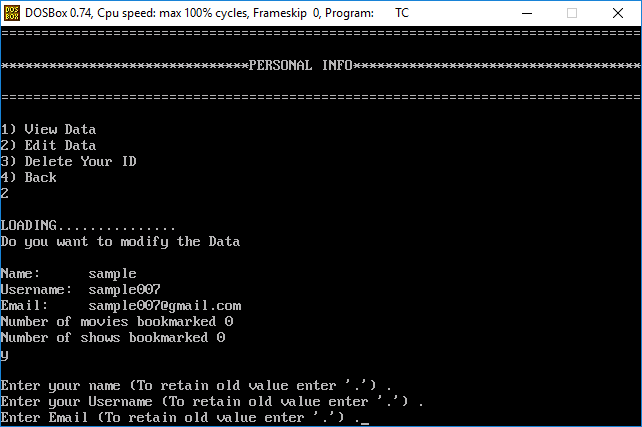 DOSBox 0.74, Cpu speed: max 100% cycles, Frameskip 0, Program: TC
================================================================================
*******************************PERSONAL INFO************************************
================================================================================
1) View Data
2) Edit Data
3) Delete Your ID
4) Back
2
LOADING...............
Do you want to modify the Data
Name: sample
Username: sample007
Email: sample007@gmail.com
Number of movies bookmarked 0
Number of shows bookmarked 0
y
Enter your name (To retain old value enter '.') .
Enter your Username (To retain old value enter '.') .
Enter Email (To retain old value enter '.') ._